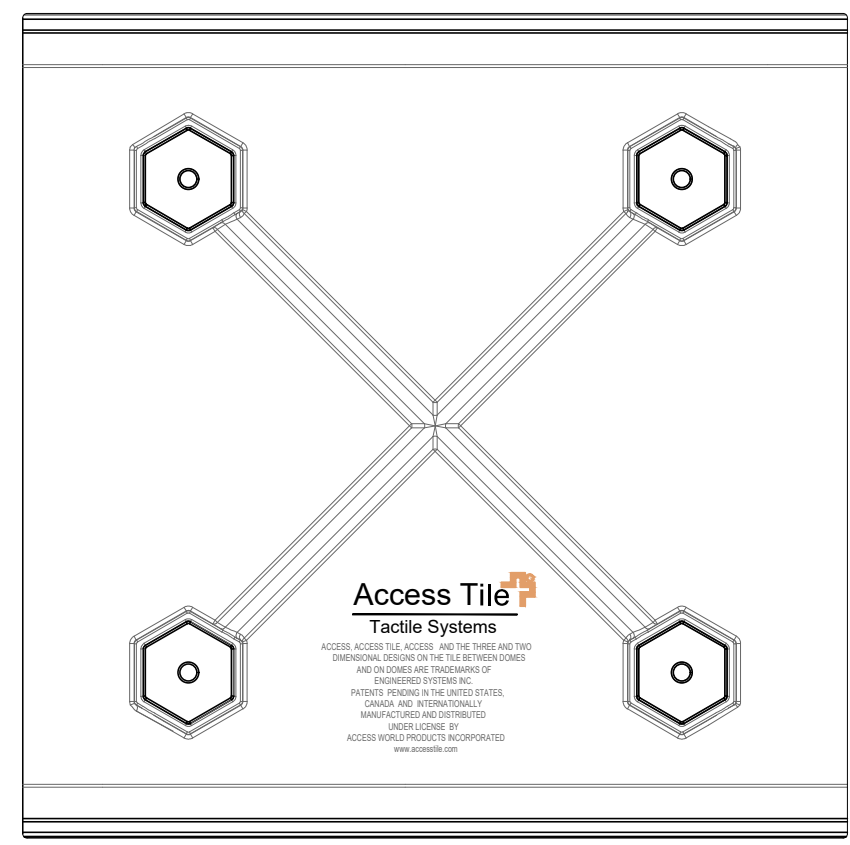 Access Tile
Tactile Systems
ACCESS, ACCESS TILE, ACCESS AND THE THREE AND TWO
DIMENSIONAL DESIGNS ON THE TILE BETWEEN DOMES
AND ON DOMES ARE TRADEMARKS OF
ENGINEERED SYSTEMS INC.
PATENTS PENDING IN THE UNITED STATES,
CANADA AND INTERNATIONALLY
MANUFACTURED AND DISTRIBUTED
UNDER LICENSE BY
ACCESS WORLD PRODUCTS INCORPORATED
www.accesstile.com